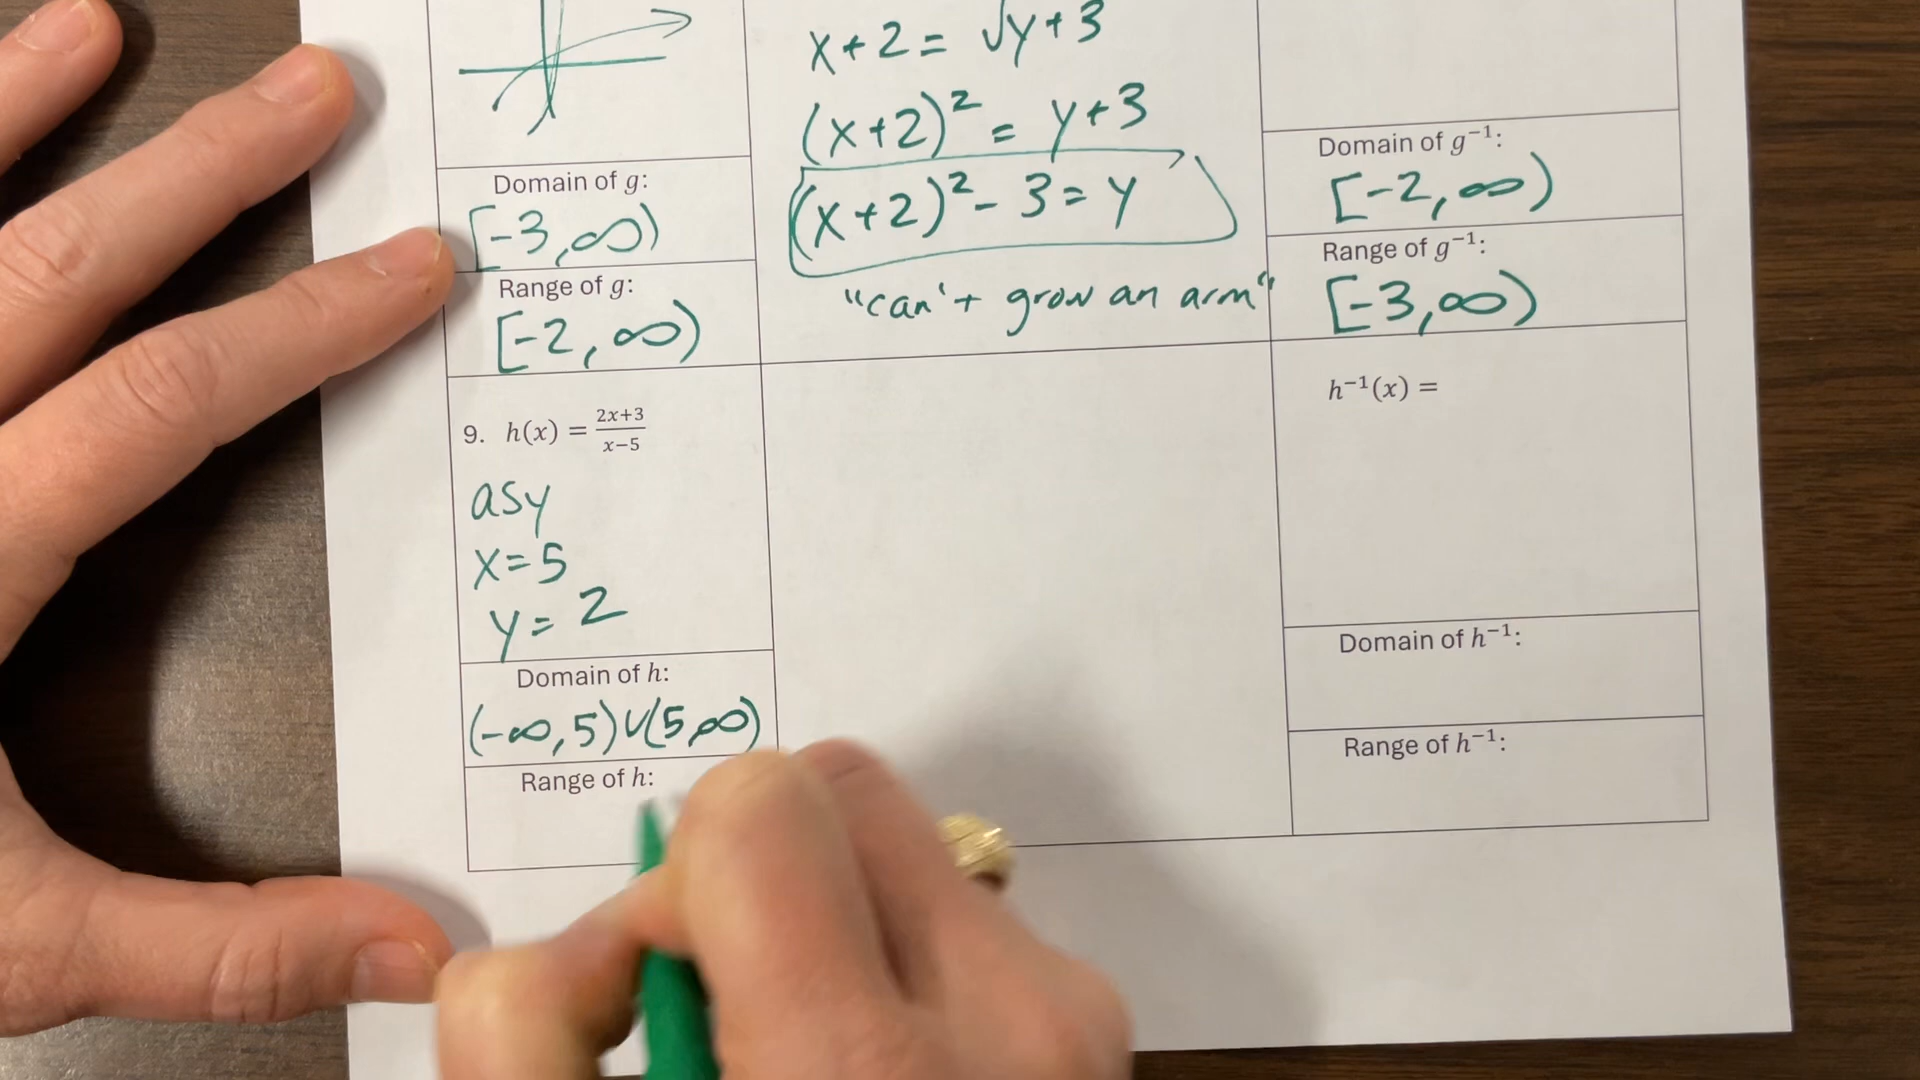 x+2 = √y+3
(x+2)² = y+3
(x+2)² - 3 = y
"can't grow an arm"
Domain of g:
[-3, ∞)
Range of g:
[-2, ∞)
Domain of g⁻¹:
[-2, ∞)
Range of g⁻¹:
[-3, ∞)
9. h(x) = 2x+3/x−5
asy
x=5
y= 2
Domain of h:
(-∞, 5) ∪ (5, ∞)
Range of h:
h⁻¹(x) =
Domain of h⁻¹:
Range of h⁻¹: